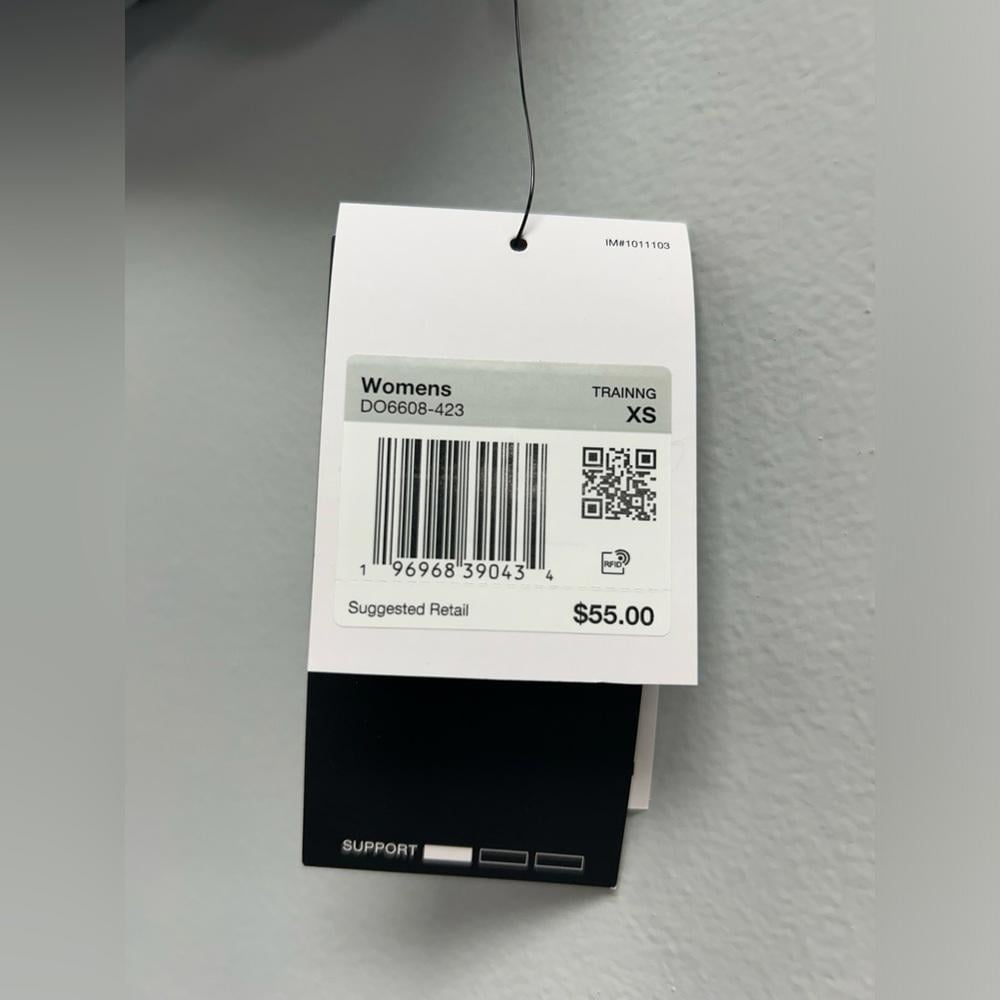 IM#1011103
Womens
TRAINNG
DO6608-423
XS
RFID
1 96968 39043 4
Suggested Retail
$55.00
SUPPORT